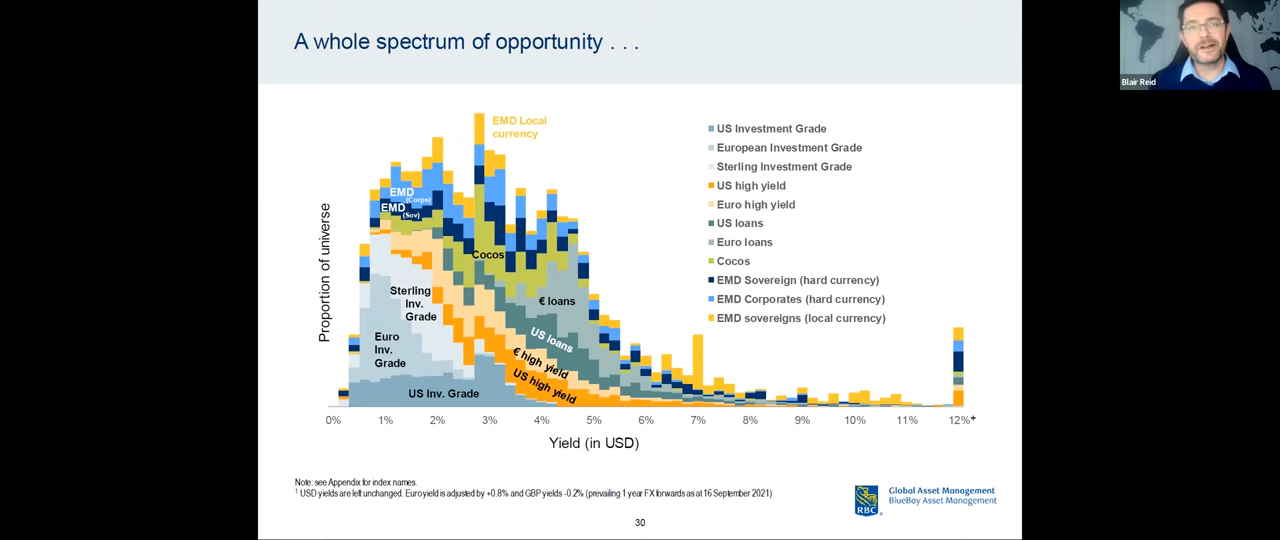 A whole spectrum of opportunity . . .
Blair Reid
EMD Local
currency
EMD
(Corps)
EMD
(Sov)
Cocos
Sterling
Inv.
Grade
€ loans
Euro
Inv.
Grade
US loans
€ high yield
US high yield
US Inv. Grade
US Investment Grade
European Investment Grade
Sterling Investment Grade
US high yield
Euro high yield
US loans
Euro loans
Cocos
EMD Sovereign (hard currency)
EMD Corporates (hard currency)
EMD sovereigns (local currency)
Proportion of universe
0% 1% 2% 3% 4% 5% 6% 7% 8% 9% 10% 11% 12%+
Yield (in USD)
Note: see Appendix for index names.
1 USD yields are left unchanged. Euro yield is adjusted by +0.8% and GBP yields -0.2% (prevailing 1 year FX forwards as at 16 September 2021)
RBC
®
Global Asset Management
BlueBay Asset Management
30